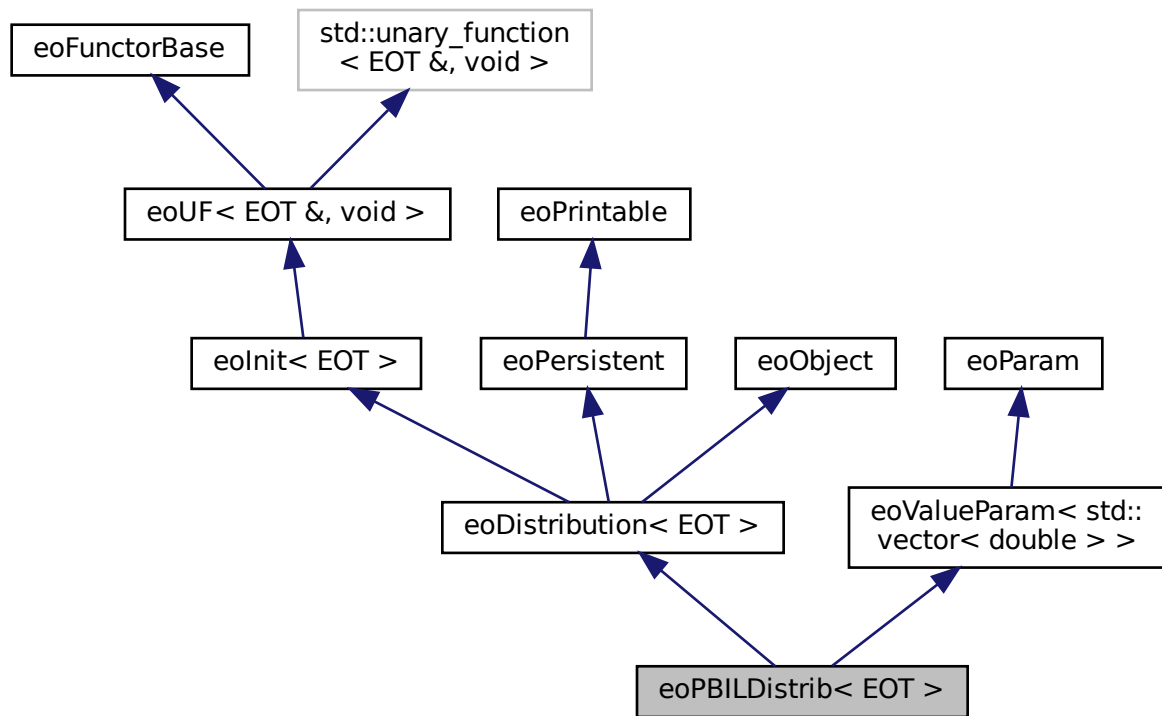 eoFunctorBase
std::unary_function
< EOT &, void >
eoUF< EOT &, void >
eoPrintable
eoInit< EOT >
eoPersistent
eoObject
eoParam
eoDistribution< EOT >
eoValueParam< std::
vector< double > >
eoPBILDistrib< EOT >